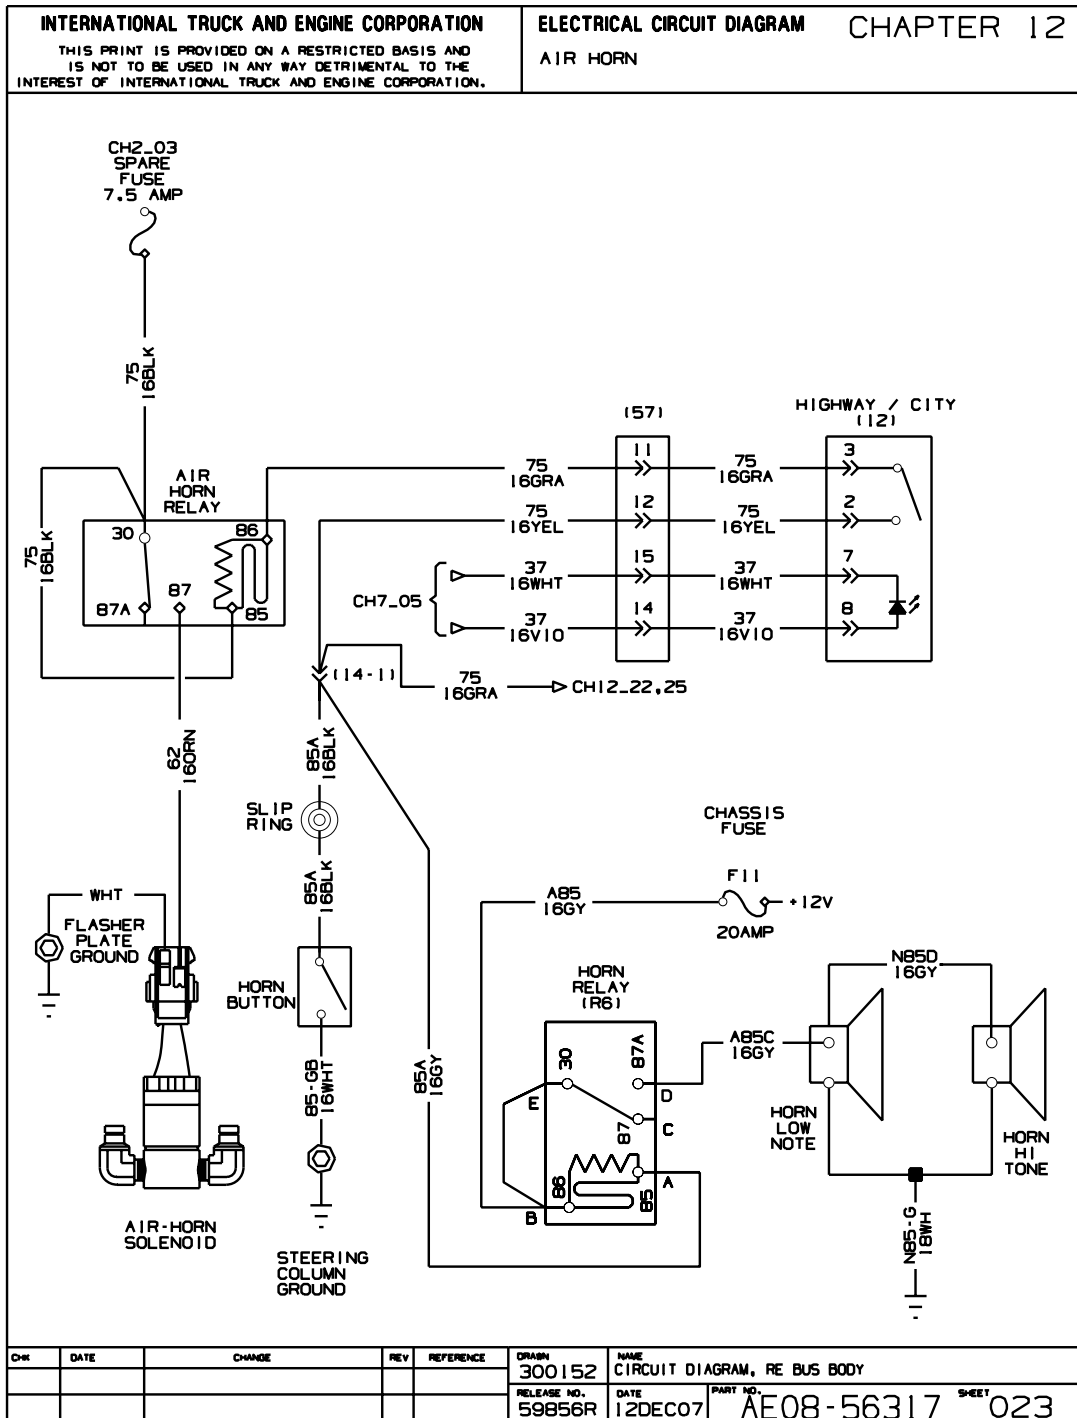 INTERNATIONAL TRUCK AND ENGINE CORPORATION
THIS PRINT IS PROVIDED ON A RESTRICTED BASIS AND
IS NOT TO BE USED IN ANY WAY DETRIMENTAL TO THE
INTEREST OF INTERNATIONAL TRUCK AND ENGINE CORPORATION.
ELECTRICAL CIRCUIT DIAGRAM
AIR HORN
CHAPTER 12
CH2_03
SPARE
FUSE
7.5 AMP
75
16BLK
AIR
HORN
RELAY
30
86
87
87A
85
75
16BLK
75
16GRA
75
16YEL
37
16WHT
37
16VIO
CH7_05
(57)
11
12
15
14
75
16GRA
75
16YEL
37
16WHT
37
16VIO
HIGHWAY / CITY
(12)
3
2
7
8
(14-1)
75
16GRA
CH12_22,25
62
16ORN
85A
16BLK
SLIP
RING
85A
16BLK
WHT
FLASHER
PLATE
GROUND
HORN
BUTTON
85-GB
16WHT
AIR-HORN
SOLENOID
STEERING
COLUMN
GROUND
85A
16GY
CHASSIS
FUSE
F11
+12V
20AMP
A85
16GY
HORN
RELAY
(R6)
30
87A
E
D
87
C
86
85
A
B
A85C
16GY
N85D
16GY
HORN
LOW
NOTE
HORN
HI
TONE
N85-G
18WH
CHK
DATE
CHANGE
REV
REFERENCE
DRAWN
300152
NAME
CIRCUIT DIAGRAM, RE BUS BODY
RELEASE NO.
59856R
DATE
12DEC07
PART NO.
AE08-56317
SHEET
023